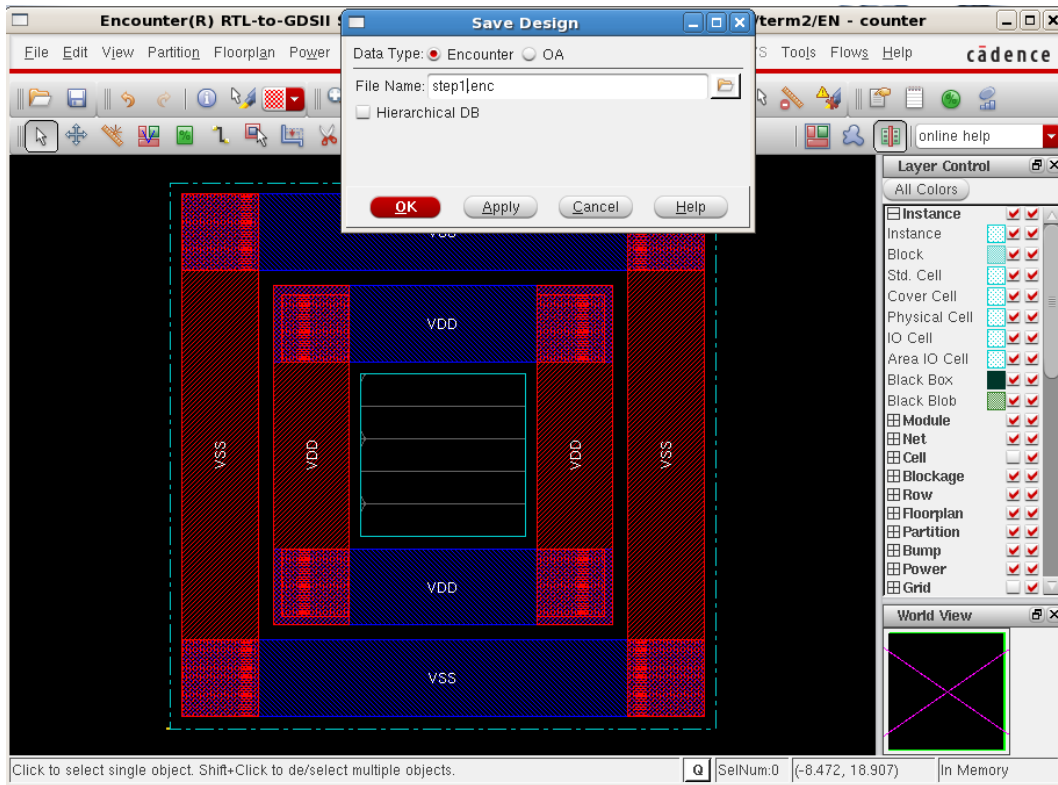 Encounter(R) RTL-to-GDSII
/term2/EN - counter
Save Design
File Edit View Partition Floorplan Power
Tools Flows Help
cādence
Data Type: Encounter OA
File Name: step1.enc
Hierarchical DB
OK Apply Cancel Help
online help
Layer Control
All Colors
Instance
Instance
Block
Std. Cell
Cover Cell
Physical Cell
IO Cell
Area IO Cell
Black Box
Black Blob
Module
Net
Cell
Blockage
Row
Floorplan
Partition
Bump
Power
Grid
World View
VSS
VDD
VSS
VDD
VDD
VSS
VDD
VSS
Click to select single object. Shift+Click to de/select multiple objects.
Q SelNum:0 (-8.472, 18.907) In Memory